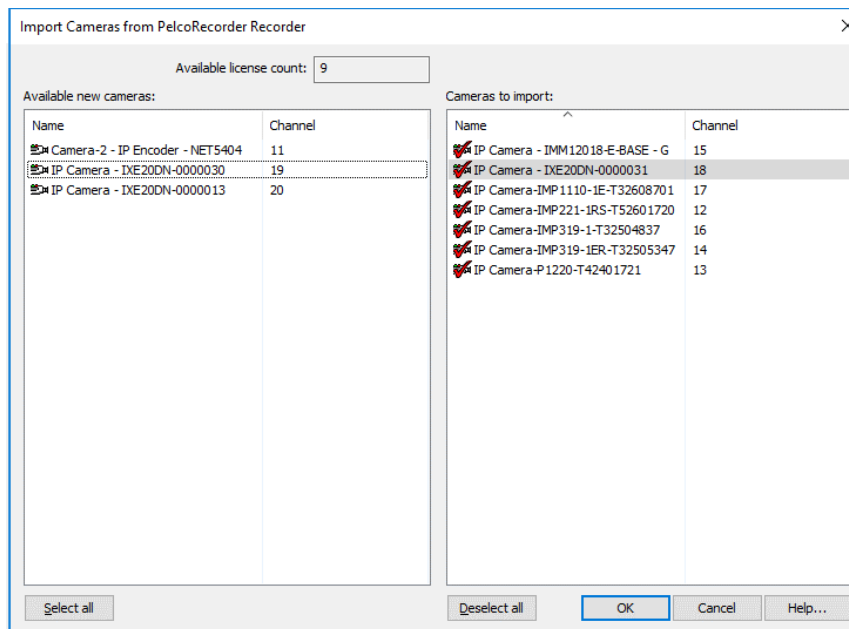 Import Cameras from PelcoRecorder Recorder
Available license count: 9
Available new cameras:
Name Channel
Camera-2 - IP Encoder - NET5404 11
IP Camera - IXE20DN-0000030 19
IP Camera - IXE20DN-0000013 20
Select all
Cameras to import:
Name Channel
IP Camera - IMM12018-E-BASE - G 15
IP Camera - IXE20DN-0000031 18
IP Camera-IMP1110-1E-T32608701 17
IP Camera-IMP221-1RS-T52601720 12
IP Camera-IMP319-1-T32504837 16
IP Camera-IMP319-1ER-T32505347 14
IP Camera-P1220-T42401721 13
Deselect all OK Cancel Help...